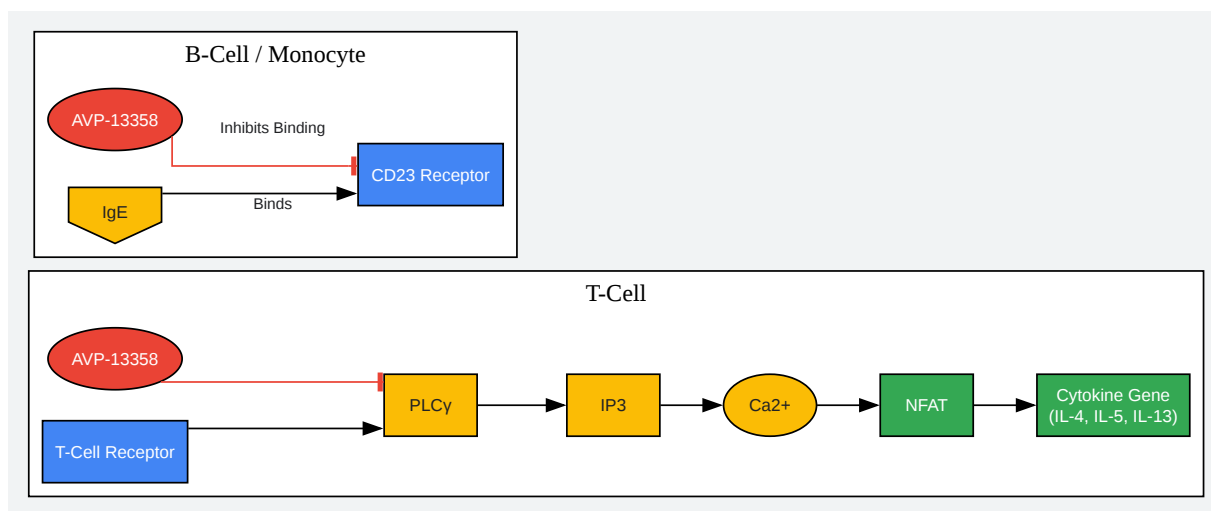 B-Cell / Monocyte
AVP-13358
Inhibits Binding
CD23 Receptor
IgE
Binds
T-Cell
AVP-13358
PLCγ
IP3
Ca2+
NFAT
Cytokine Gene
(IL-4, IL-5, IL-13)
T-Cell Receptor